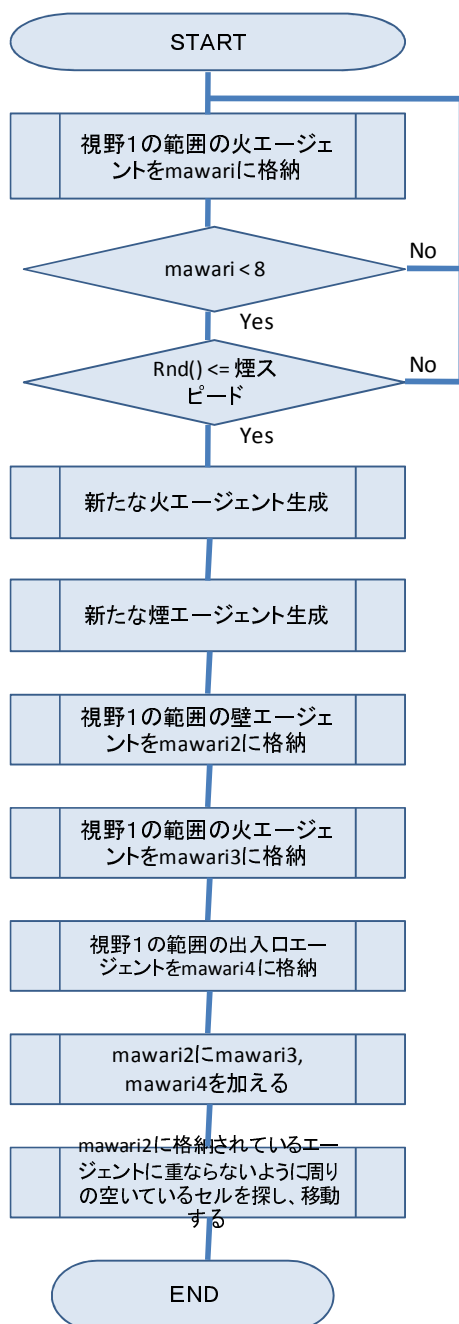 START
視野1の範囲の火エージェ
ントをmawariに格納
mawari < 8
No
Yes
Rnd() <= 煙ス
ピード
No
Yes
新たな火エージェント生成
新たな煙エージェント生成
視野1の範囲の壁エージェ
ントをmawari2に格納
視野1の範囲の火エージェ
ントをmawari3に格納
視野1の範囲の出入口エー
ジェントをmawari4に格納
mawari2にmawari3,
mawari4を加える
mawari2に格納されているエー
ジェントに重ならないように周り
の空いているセルを探し、移動
する
END